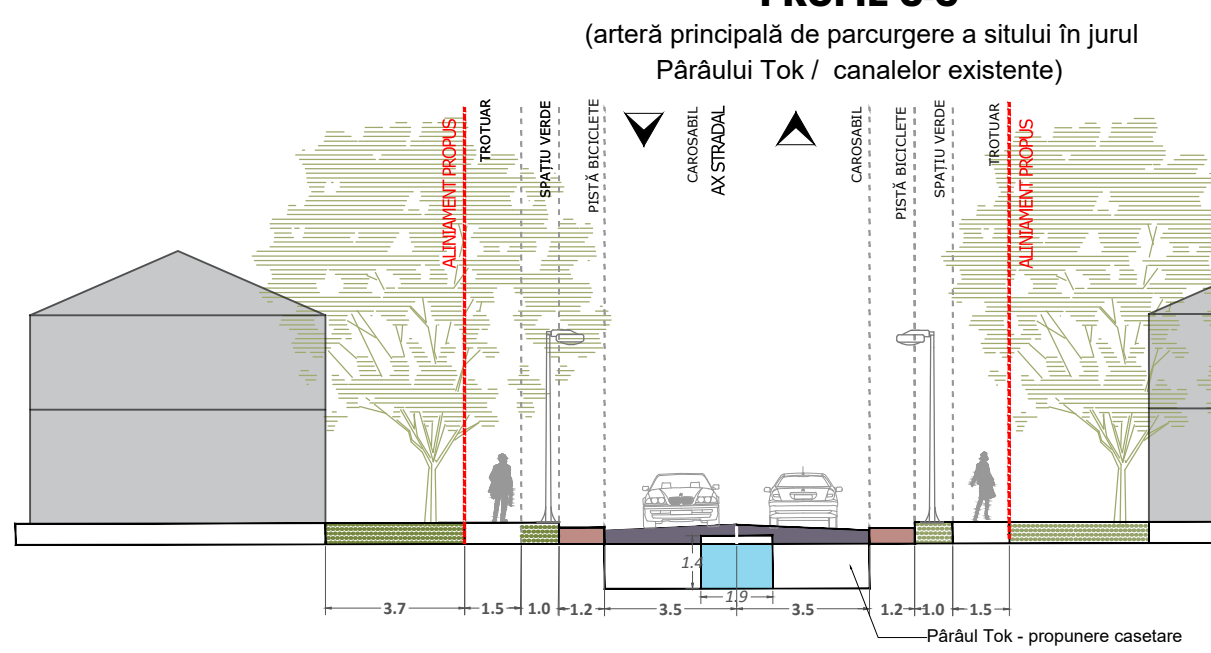 (arteră principală de parcurgere a sitului în jurul
Pârâului Tok / canalelor existente)
ALINIAMENT PROPUS
TROTUAR
SPAȚIU VERDE
PISTĂ BICICLETE
CAROSABIL
AX STRADAL
CAROSABIL
PISTĂ BICICLETE
SPAȚIU VERDE
TROTUAR
ALINIAMENT PROPUS
1.4
1.9
3.7 1.5 1.0 1.2 3.5 3.5 1.2 1.0 1.5
Pârâul Tok - propunere casetare